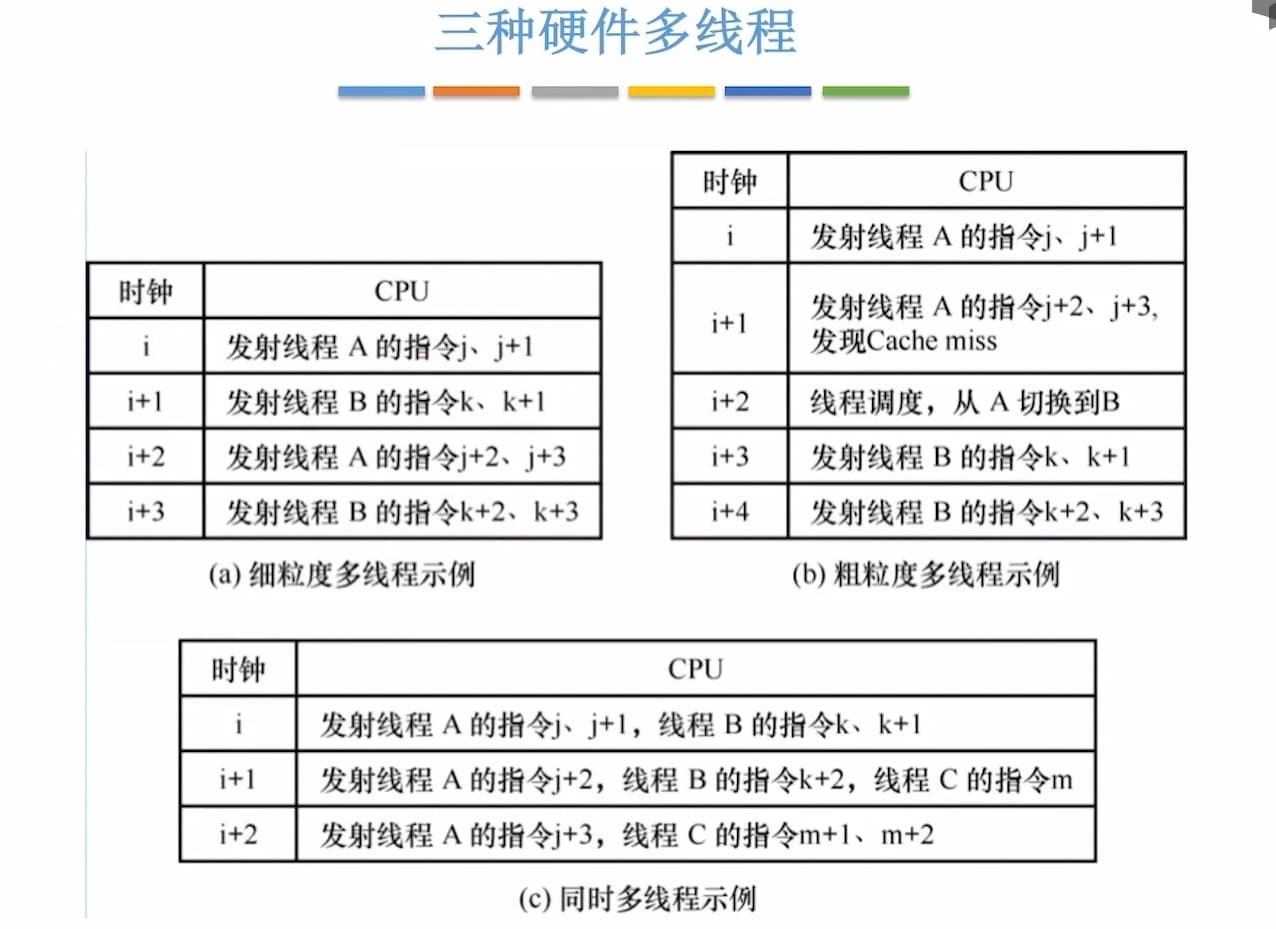 三种硬件多线程
时钟 CPU
i 发射线程 A 的指令j、j+1
i+1 发射线程 B 的指令k、k+1
i+2 发射线程 A 的指令j+2、j+3
i+3 发射线程 B 的指令k+2、k+3
(a) 细粒度多线程示例
时钟 CPU
i 发射线程 A 的指令j、j+1
i+1 发射线程 A 的指令j+2、j+3,
发现Cache miss
i+2 线程调度，从 A 切换到B
i+3 发射线程 B 的指令k、k+1
i+4 发射线程 B 的指令k+2、k+3
(b) 粗粒度多线程示例
时钟 CPU
i 发射线程 A 的指令j、j+1，线程 B 的指令k、k+1
i+1 发射线程 A 的指令j+2，线程 B 的指令k+2，线程 C 的指令m
i+2 发射线程 A 的指令j+3，线程 C 的指令m+1、m+2
(c) 同时多线程示例